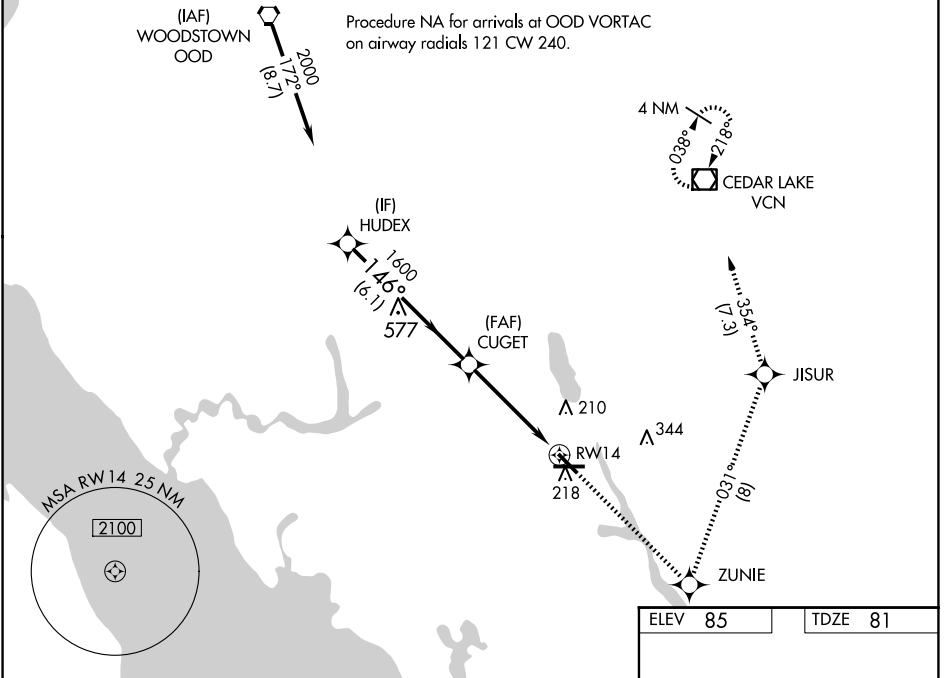 (IAF)
WOODSTOWN
OOD
Procedure NA for arrivals at OOD VORTAC
on airway radials 121 CW 240.
2000
172°
(8.7)
4 NM
038°
218°
CEDAR LAKE
VCN
(IF)
HUDEX
1600
146°
(6.1)
577
(FAF)
CUGET
354°
(7.3)
JISUR
210
344
RW14
218
031°
(8)
MSA RW14 25 NM
2100
ZUNIE
ELEV 85
TDZE 81